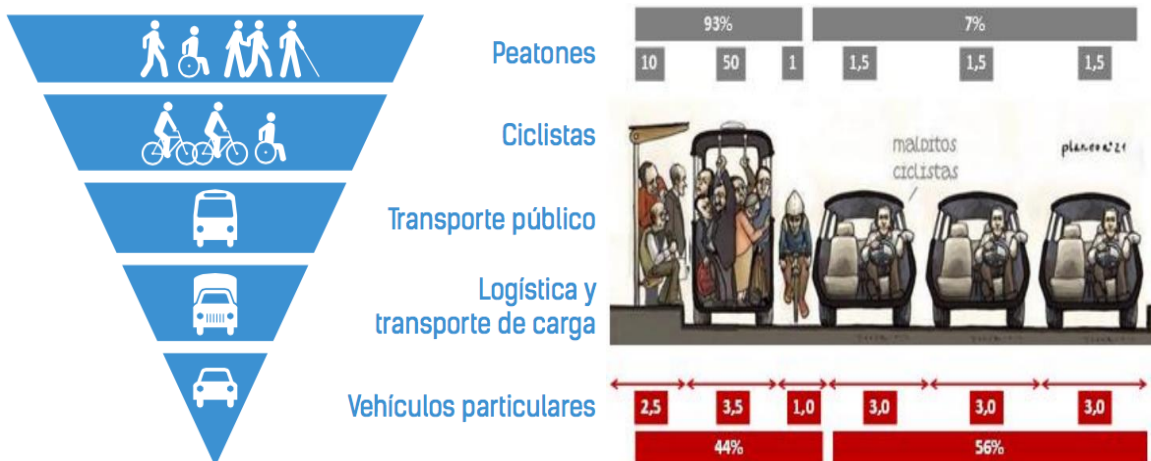 Peatones
Ciclistas
Transporte público
Logística y
transporte de carga
Vehículos particulares
93% 7%
10 50 1 1,5 1,5 1,5
malditos
ciclistas
2,5 3,5 1,0 3,0 3,0 3,0
44% 56%